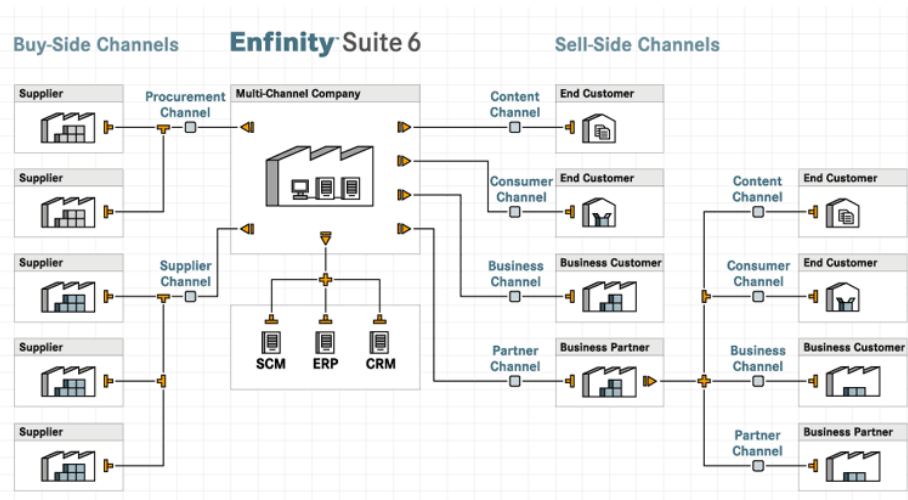 Buy-Side Channels
Enfinity Suite 6
Sell-Side Channels
Supplier
Procurement
Channel
Multi-Channel Company
Content
Channel
End Customer
Supplier
Consumer
Channel
End Customer
Content
Channel
End Customer
Supplier
Supplier
Channel
Business
Channel
Business Customer
Consumer
Channel
End Customer
SCM
ERP
CRM
Supplier
Partner
Channel
Business Partner
Business
Channel
Business Customer
Supplier
Partner
Channel
Business Partner